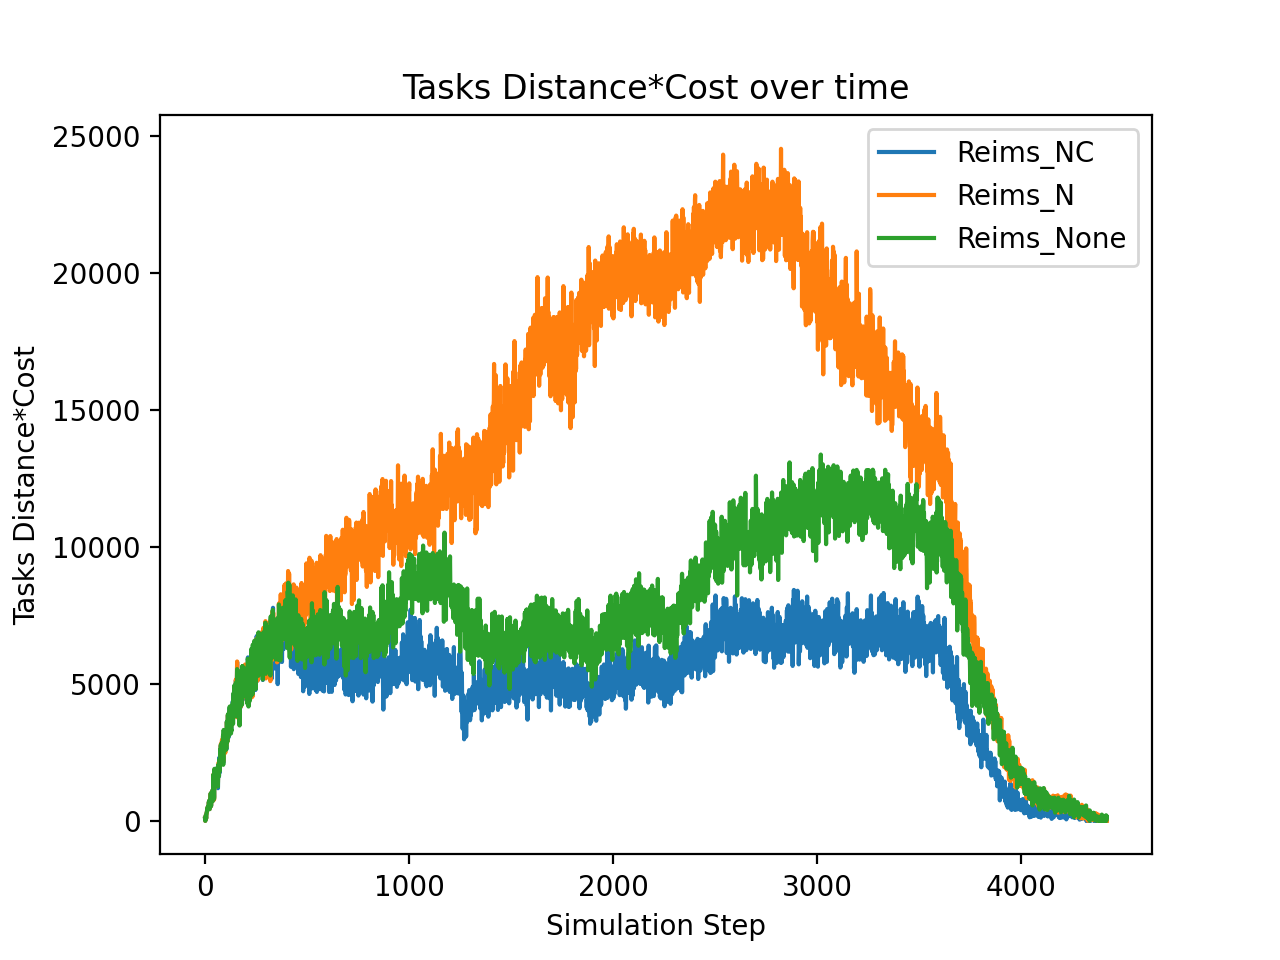 Tasks Distance*Cost over time
25000
20000
15000
10000
5000
0
Tasks Distance*Cost
Reims_NC
Reims_N
Reims_None
0 1000 2000 3000 4000
Simulation Step